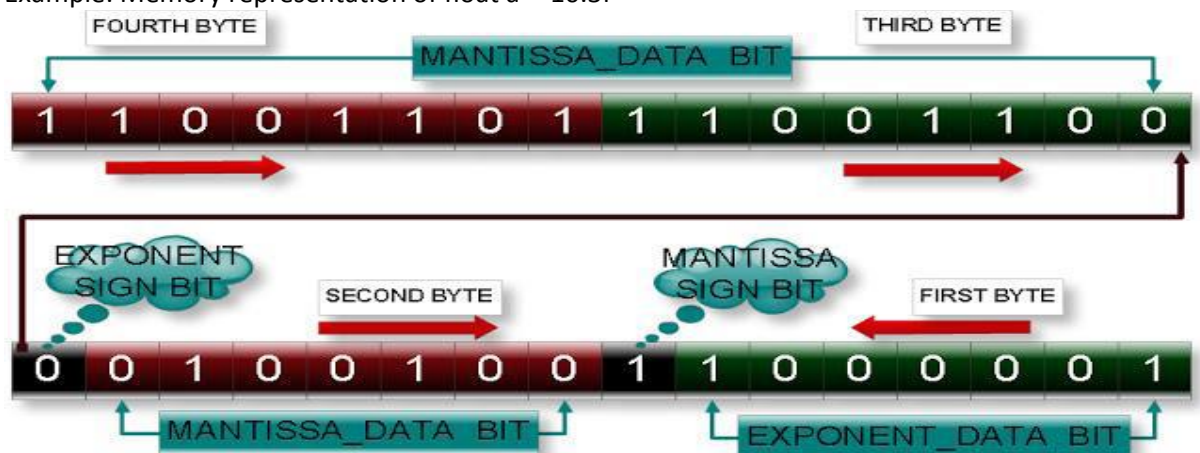 Example: Memory representation of float a
FOURTH BYTE
THIRD BYTE
MANTISSA_DATA BIT
1 1 0 0 1 1 0 1 1 1 0 0 1 1 0 0
EXPONENT
SIGN BIT
MANTISSA
SIGN BIT
SECOND BYTE
FIRST BYTE
0 0 1 0 0 1 0 0 1 1 0 0 0 0 0 1
MANTISSA_DATA BIT
EXPONENT_DATA BIT